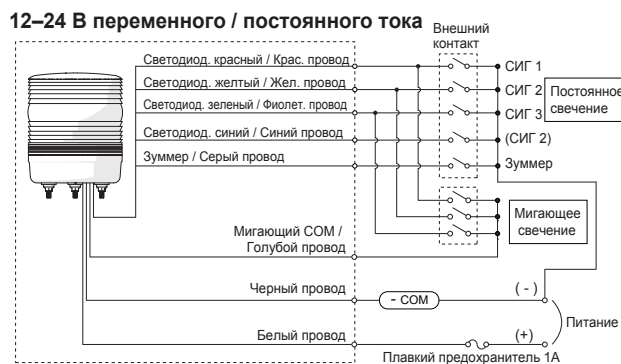 12–24 В переменного / постоянного тока
Внешний
контакт
Светодиод. красный / Крас. провод
СИГ 1
Светодиод. желтый / Жел. провод
СИГ 2
Постоянное
свечение
Светодиод. зеленый / Фиолет. провод
СИГ 3
Светодиод. синий / Синий провод
(СИГ 2)
Зуммер / Серый провод
Зуммер
Мигающее
свечение
Мигающий COM /
Голубой провод
Черный провод
- COM
( - )
Питание
Белый провод
(+)
Плавкий предохранитель 1А